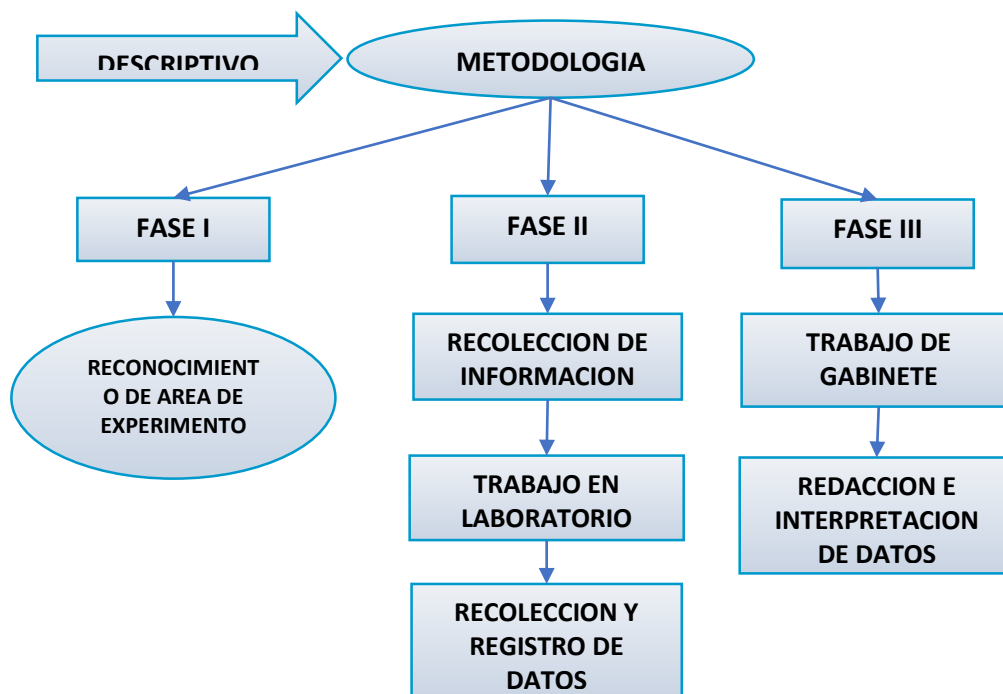 DESCRIPTIVO
METODOLOGIA
FASE I
FASE II
FASE III
RECONOCIMIENT
O DE AREA DE
EXPERIMENTO
RECOLECCION DE
INFORMACION
TRABAJO EN
LABORATORIO
RECOLECCION Y
REGISTRO DE
DATOS
TRABAJO DE
GABINETE
REDACCION E
INTERPRETACION
DE DATOS